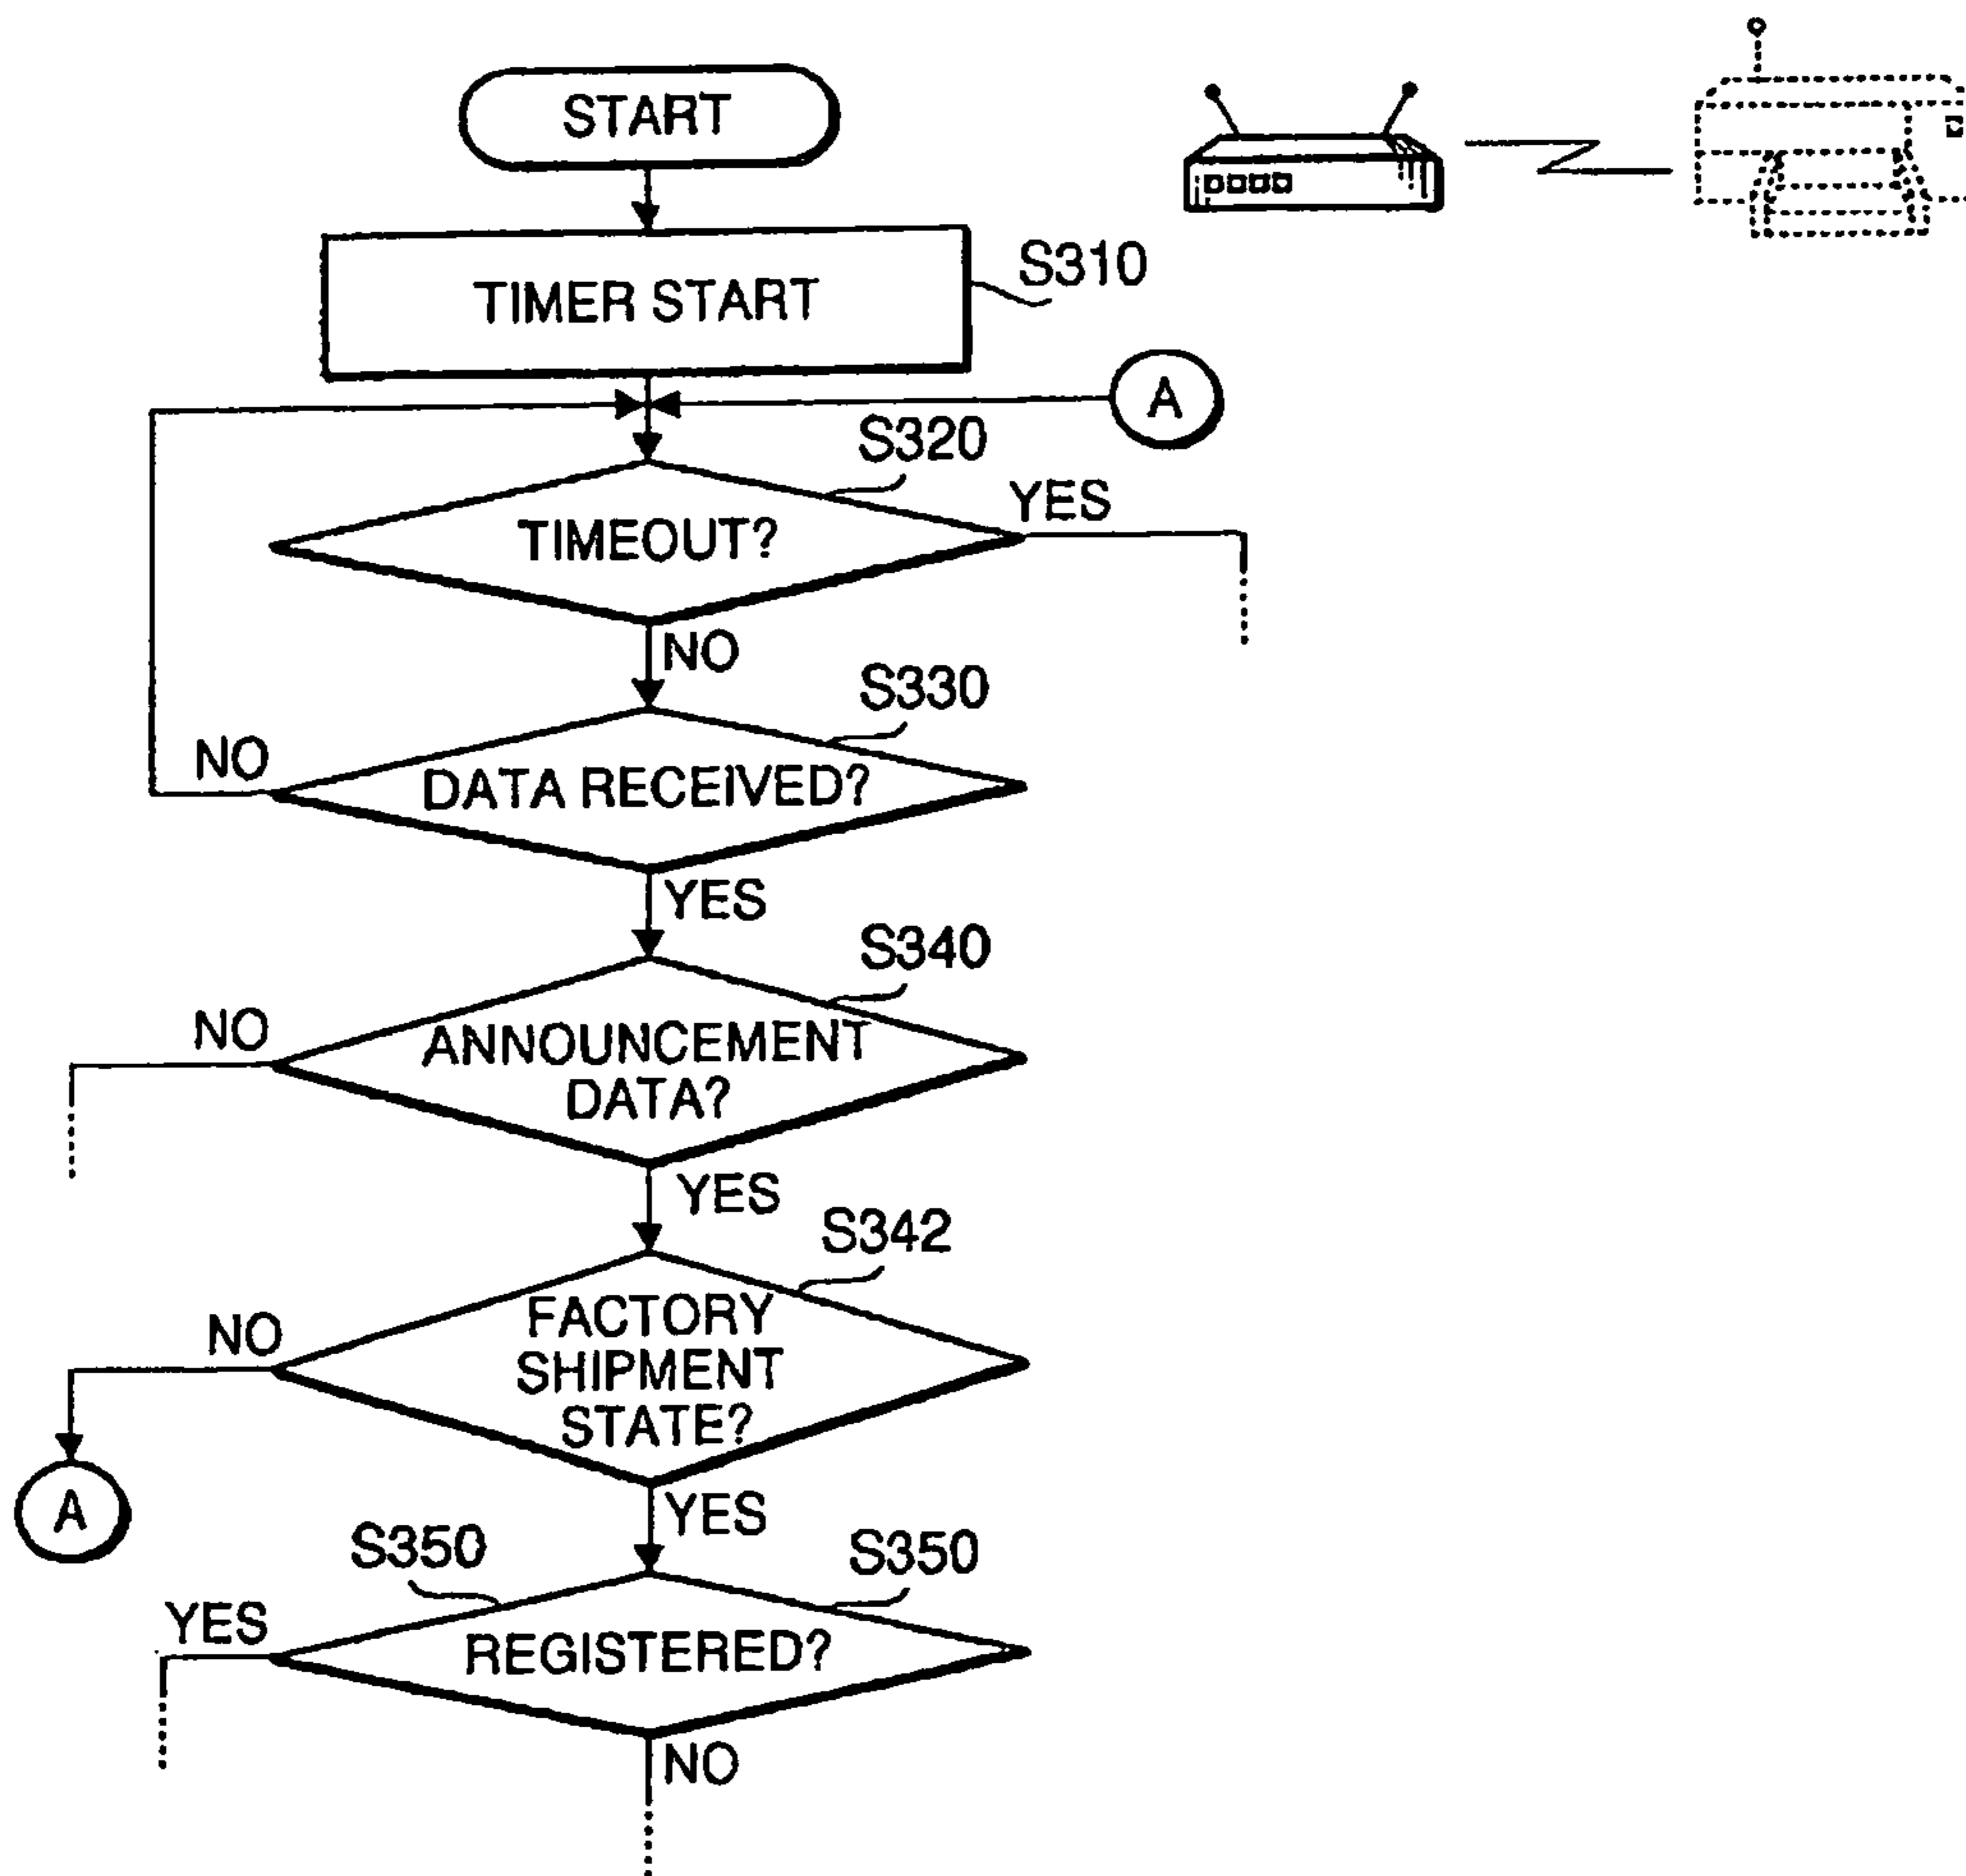 START
TIMER START
S310
A
S320
TIMEOUT?
YES
NO
S330
NO
DATA RECEIVED?
YES
S340
NO
ANNOUNCEMENT
DATA?
YES
S342
NO
FACTORY
SHIPMENT
STATE?
A
YES
S350
S350
YES
REGISTERED?
NO